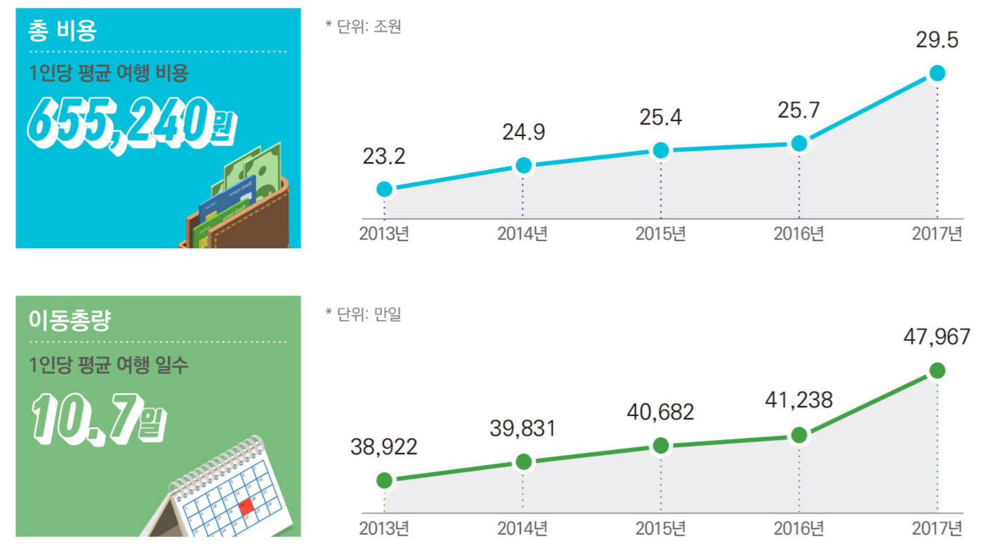 총 비용
1인당 평균 여행 비용
655,240원
* 단위: 조원
23.2
24.9
25.4
25.7
29.5
2013년
2014년
2015년
2016년
2017년
이동총량
1인당 평균 여행 일수
10.7일
* 단위: 만일
38,922
39,831
40,682
41,238
47,967
2013년
2014년
2015년
2016년
2017년